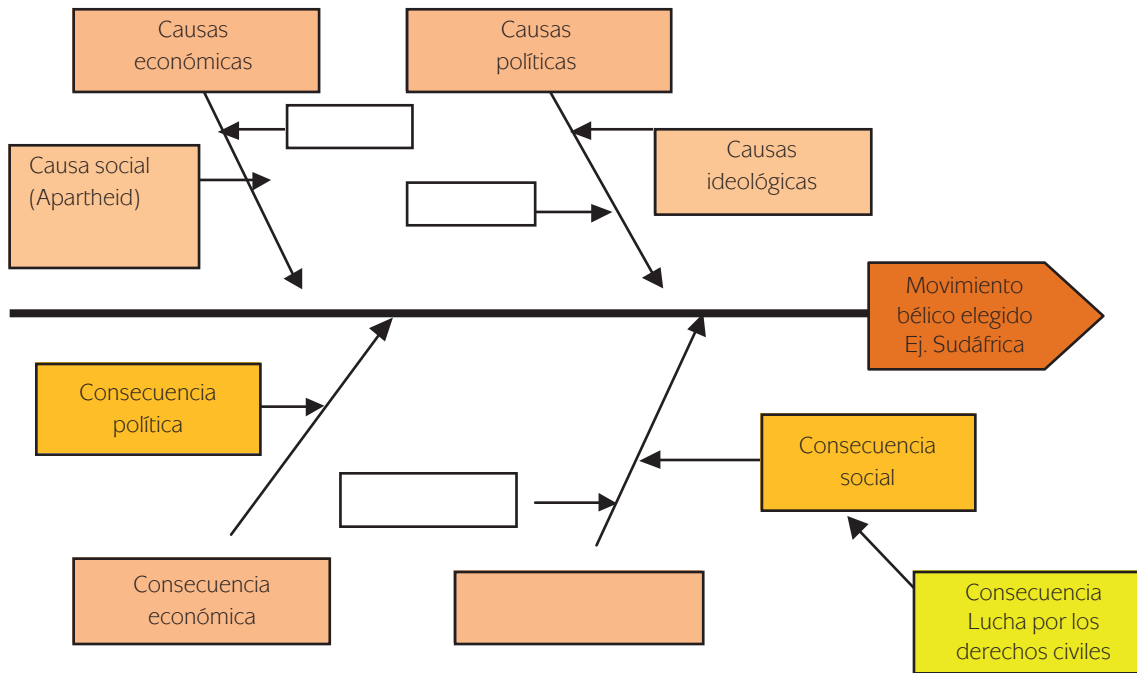 Causas
económicas
Causas
políticas
Causa social
(Apartheid)
Causas
ideológicas
Movimiento
bélico elegido
Ej. Sudáfrica
Consecuencia
política
Consecuencia
social
Consecuencia
económica
Consecuencia
Lucha por los
derechos civiles